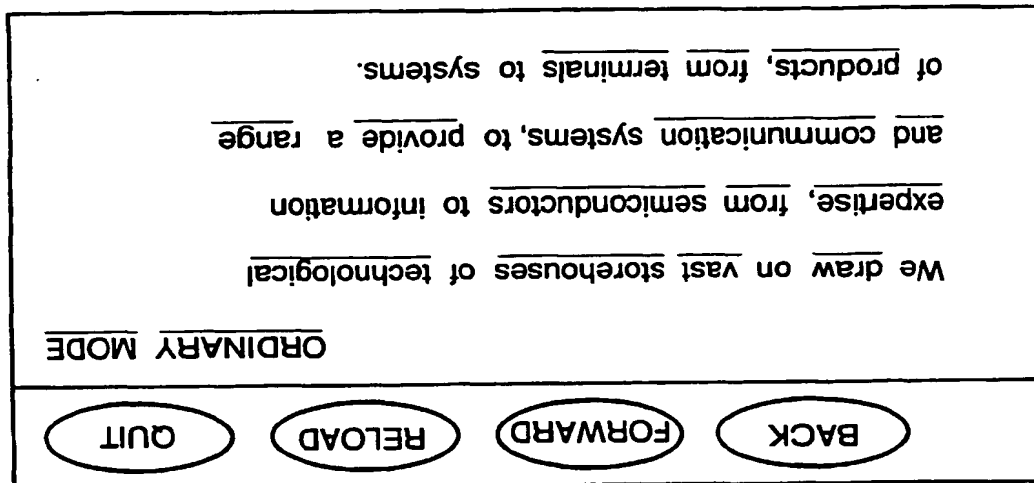 BACK FORWARD RELOAD QUIT
ORDINARY MODE
We draw on vast storehouses of technological
expertise, from semiconductors to information
and communication systems, to provide a range
of products, from terminals to systems.